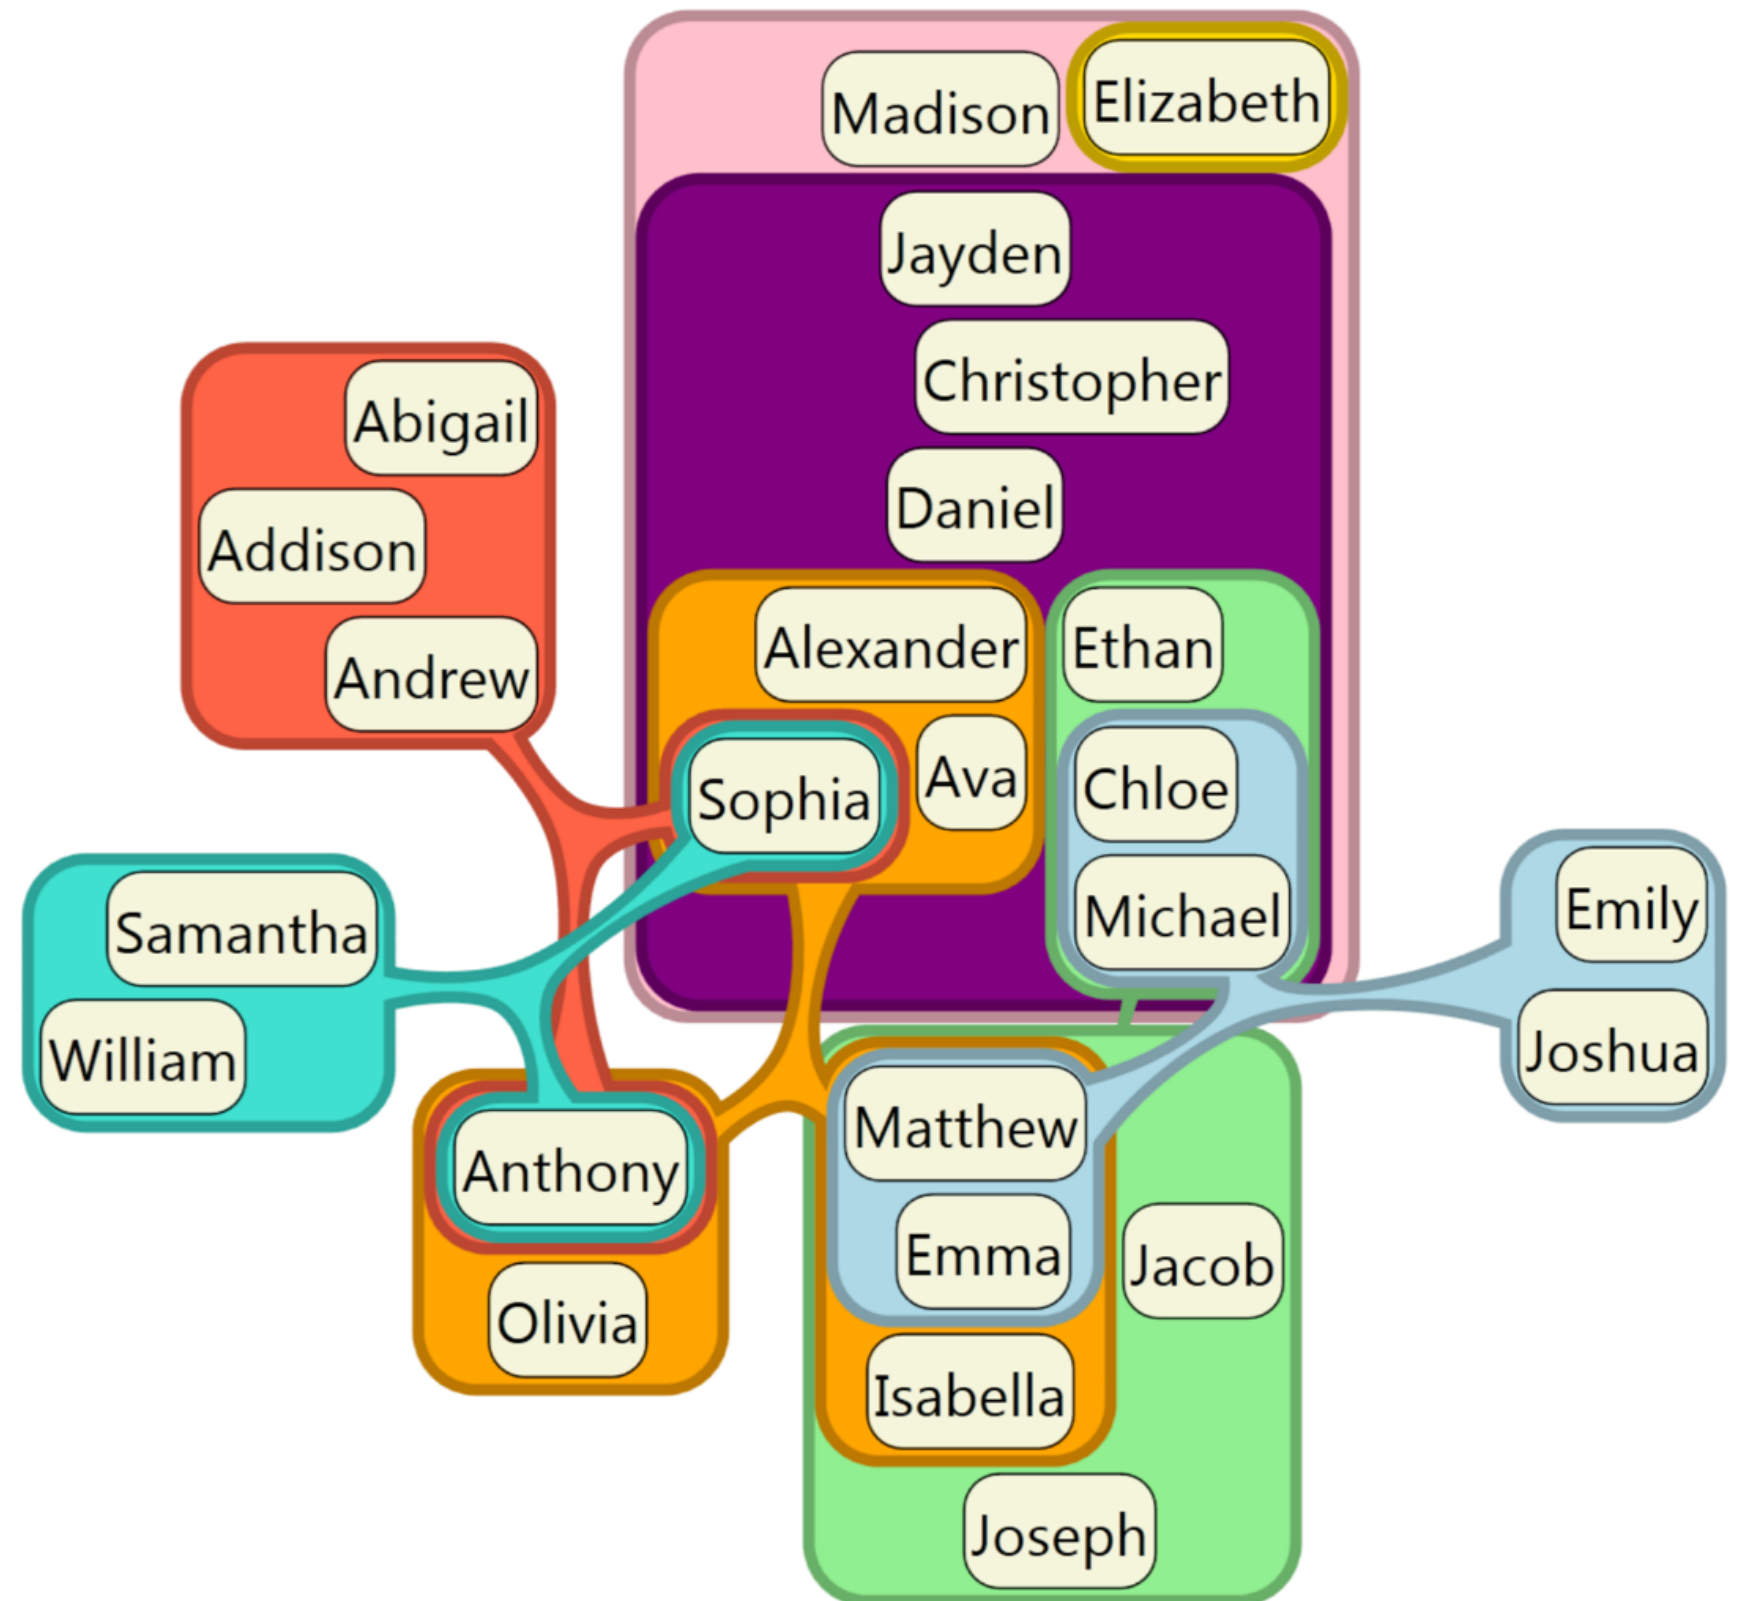 Madison
Elizabeth
Jayden
Christopher
Daniel
Abigail
Addison
Andrew
Alexander
Ethan
Sophia
Ava
Chloe
Michael
Samantha
William
Emily
Joshua
Anthony
Olivia
Matthew
Emma
Jacob
Isabella
Joseph